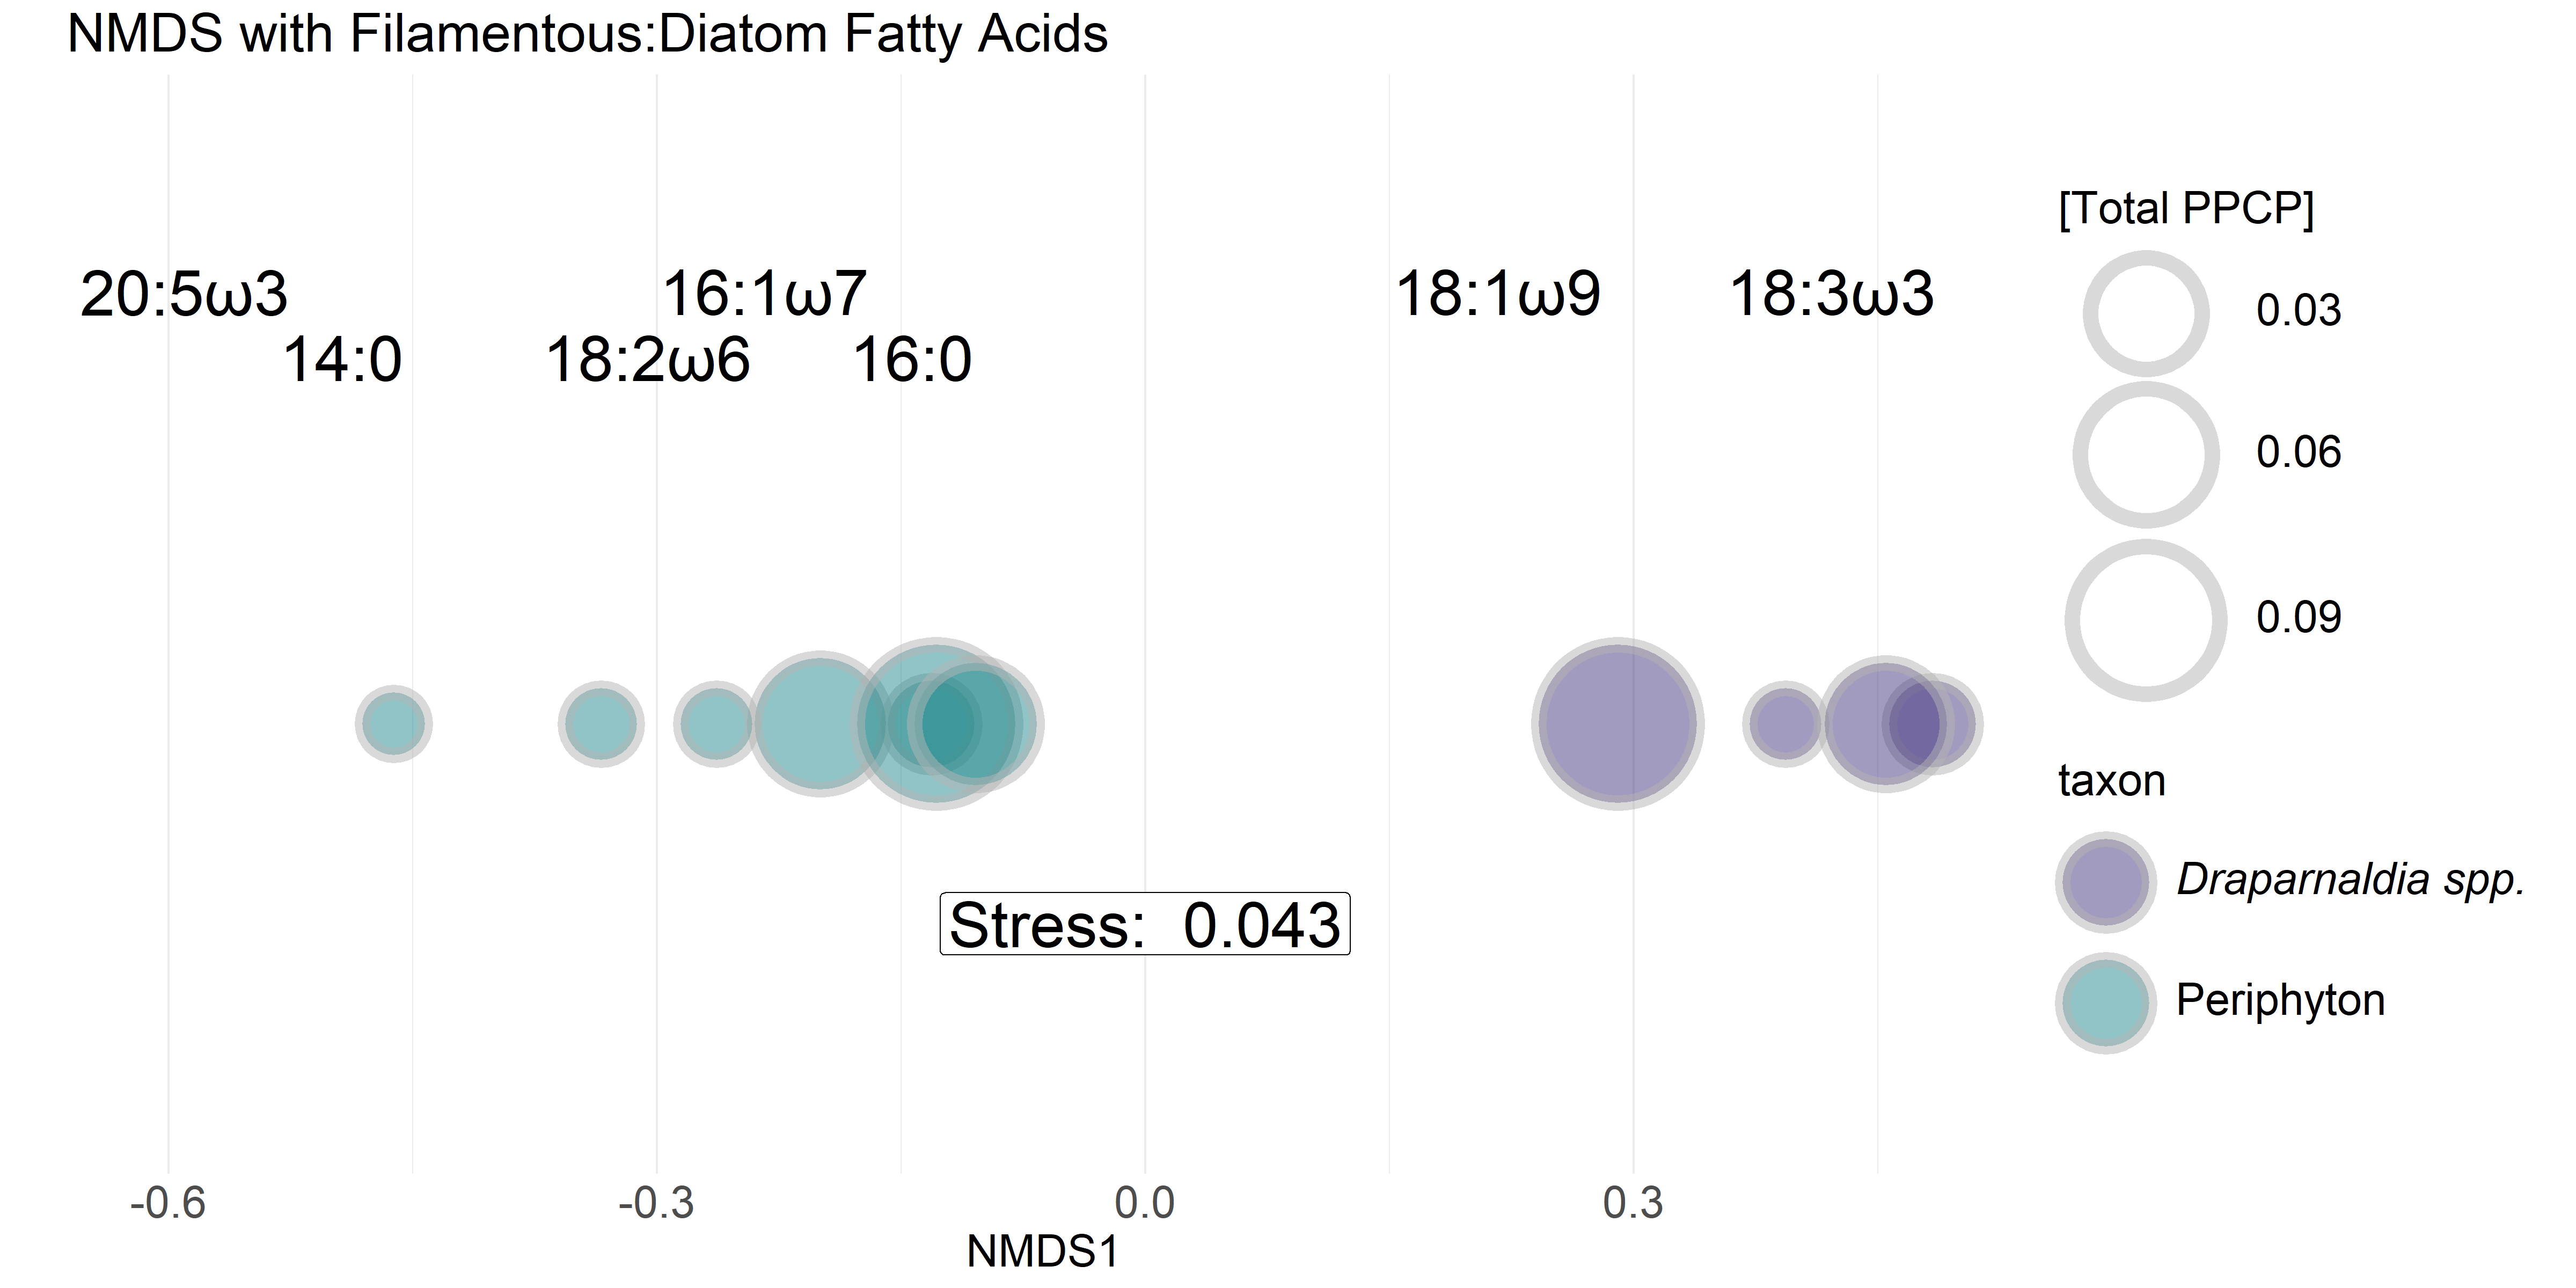 NMDS with Filamentous:Diatom Fatty Acids
20:5ω3
16:1ω7
18:1ω9
18:3ω3
14:0
18:2ω6
16:0
Stress:  0.043
-0.6
-0.3
0.0
0.3
NMDS1
[Total PPCP]
0.03
0.06
0.09
taxon
Draparnaldia spp.
Periphyton